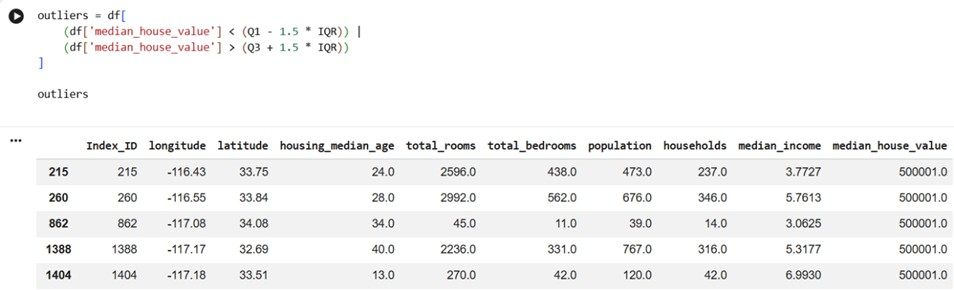 outliers = df[
(df['median_house_value'] < (Q1 - 1.5 * IQR)) |
(df['median_house_value'] > (Q3 + 1.5 * IQR))
]
outliers
Index_ID longitude latitude housing_median_age total_rooms total_bedrooms population households median_income median_house_value
215 215 -116.43 33.75 24.0 2596.0 438.0 473.0 237.0 3.7727 500001.0
260 260 -116.55 33.84 28.0 2992.0 562.0 676.0 346.0 5.7613 500001.0
862 862 -117.08 34.08 34.0 45.0 11.0 39.0 14.0 3.0625 500001.0
1388 1388 -117.17 32.69 40.0 2236.0 331.0 767.0 316.0 5.3177 500001.0
1404 1404 -117.18 33.51 13.0 270.0 42.0 120.0 42.0 6.9930 500001.0